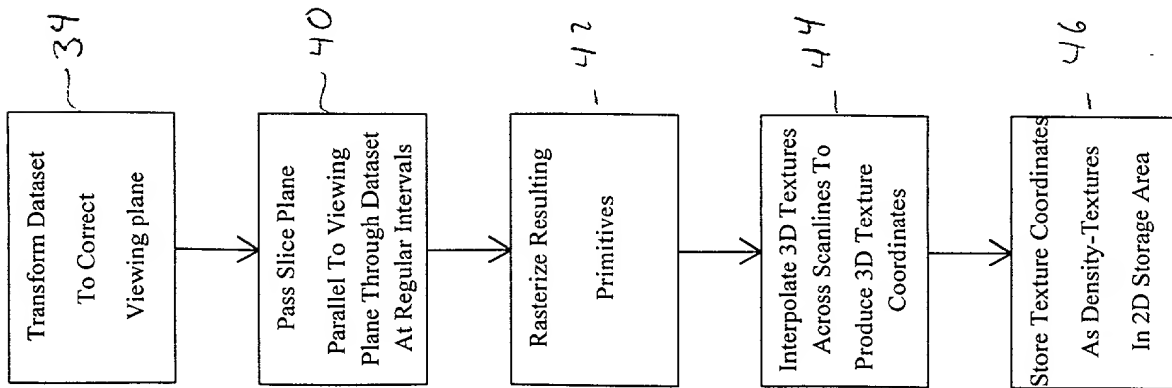 34
Transform Dataset
To Correct
Viewing plane
40
Pass Slice Plane
Parallel To Viewing
Plane Through Dataset
At Regular Intervals
42
Rasterize Resulting
Primitives
44
Interpolate 3D Textures
Across Scanlines To
Produce 3D Texture
Coordinates
46
Store Texture Coordinates
As Density-Textures
In 2D Storage Area